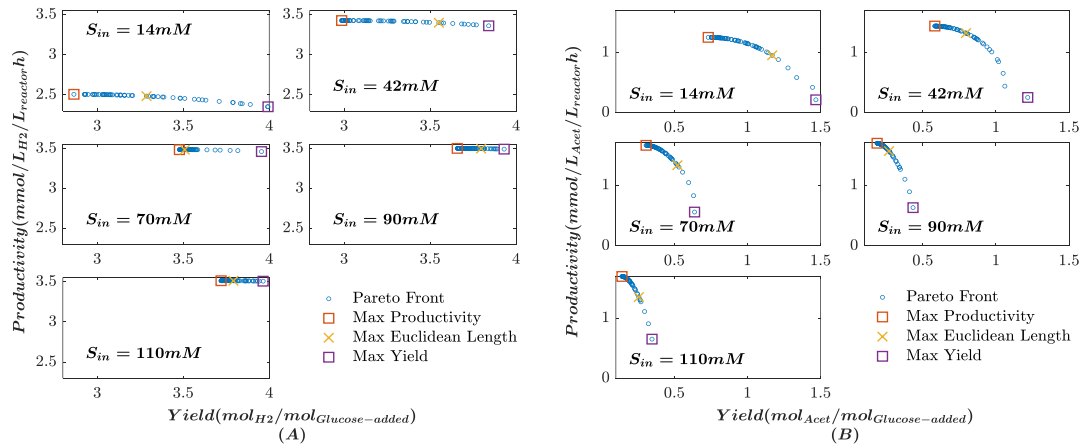 3.5
3
2.5
S_in = 14mM
3
3.5
4
S_in = 42mM
3
3.5
4
3.5
3
2.5
S_in = 70mM
S_in = 90mM
3
3.5
4
3.5
3
2.5
S_in = 110mM
3
3.5
4
Productivity(mmol/L_H2/L_reactor h)
Yield(mol_H2/mol_Glucose−added)
(A)
Pareto Front
Max Productivity
Max Euclidean Length
Max Yield
1
0
S_in = 14mM
0.5
1
1.5
1
0
S_in = 42mM
0.5
1
1.5
1
0
S_in = 70mM
1
0
S_in = 90mM
0.5
1
1.5
1
0
S_in = 110mM
0.5
1
1.5
Productivity(mmol/L_Acet/L_reactor h)
Yield(mol_Acet/mol_Glucose−added)
(B)
Pareto Front
Max Productivity
Max Euclidean Length
Max Yield